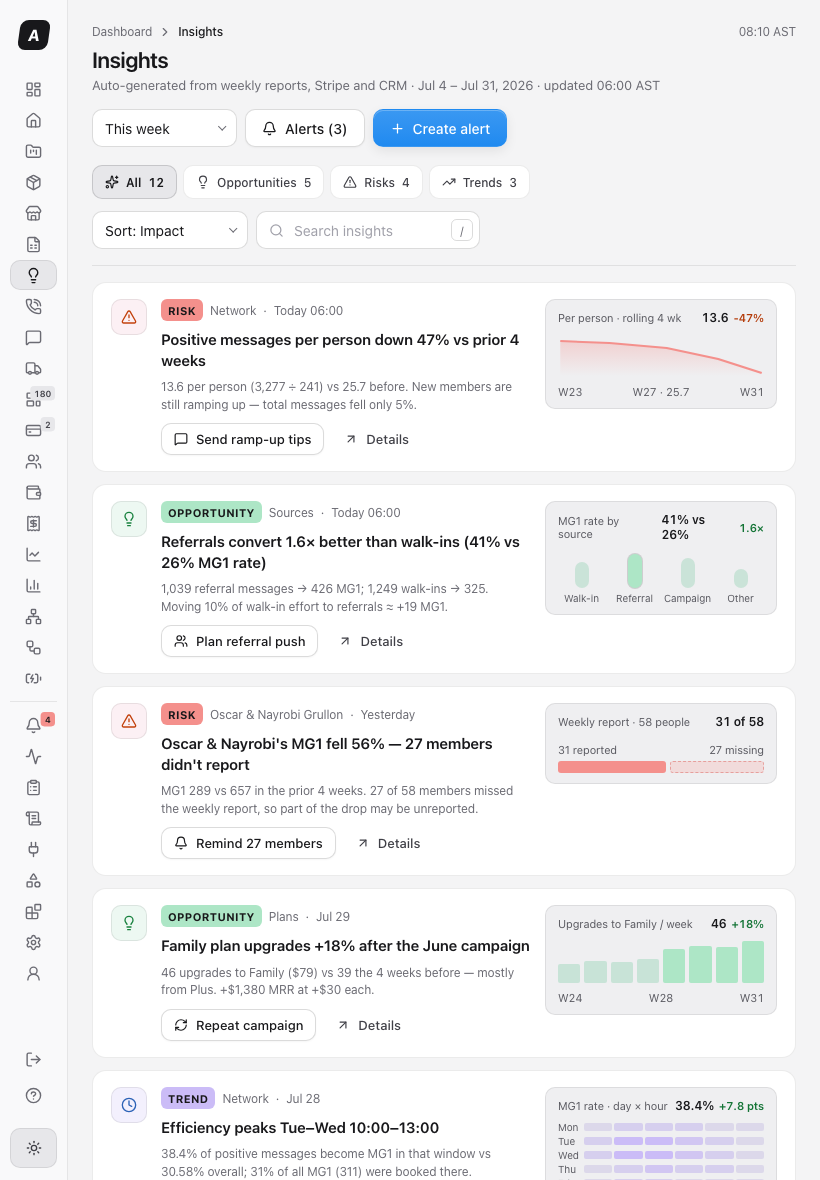 A
Dashboard > Insights
08:10 AST
Insights
Auto-generated from weekly reports, Stripe and CRM · Jul 4 – Jul 31, 2026 · updated 06:00 AST
This week
Alerts (3)
+ Create alert
All 12
Opportunities 5
Risks 4
Trends 3
Sort: Impact
Search insights
/
180
2
4
RISK Network · Today 06:00
Positive messages per person down 47% vs prior 4
weeks
13.6 per person (3,277 ÷ 241) vs 25.7 before. New members are
still ramping up — total messages fell only 5%.
Send ramp-up tips
Details
Per person · rolling 4 wk 13.6 -47%
W23 W27 · 25.7 W31
OPPORTUNITY Sources · Today 06:00
Referrals convert 1.6× better than walk-ins (41% vs
26% MG1 rate)
1,039 referral messages → 426 MG1; 1,249 walk-ins → 325.
Moving 10% of walk-in effort to referrals ≈ +19 MG1.
Plan referral push
Details
MG1 rate by
source
41% vs
26%
1.6×
Walk-in Referral Campaign Other
RISK Oscar & Nayrobi Grullon · Yesterday
Oscar & Nayrobi's MG1 fell 56% — 27 members
didn't report
MG1 289 vs 657 in the prior 4 weeks. 27 of 58 members missed
the weekly report, so part of the drop may be unreported.
Remind 27 members
Details
Weekly report · 58 people 31 of 58
31 reported 27 missing
OPPORTUNITY Plans · Jul 29
Family plan upgrades +18% after the June campaign
46 upgrades to Family ($79) vs 39 the 4 weeks before — mostly
from Plus. +$1,380 MRR at +$30 each.
Repeat campaign
Details
Upgrades to Family / week 46 +18%
W24 W28 W31
TREND Network · Jul 28
Efficiency peaks Tue–Wed 10:00–13:00
38.4% of positive messages become MG1 in that window vs
30.58% overall; 31% of all MG1 (311) were booked there.
MG1 rate · day × hour 38.4% +7.8 pts
Mon
Tue
Wed
Thu